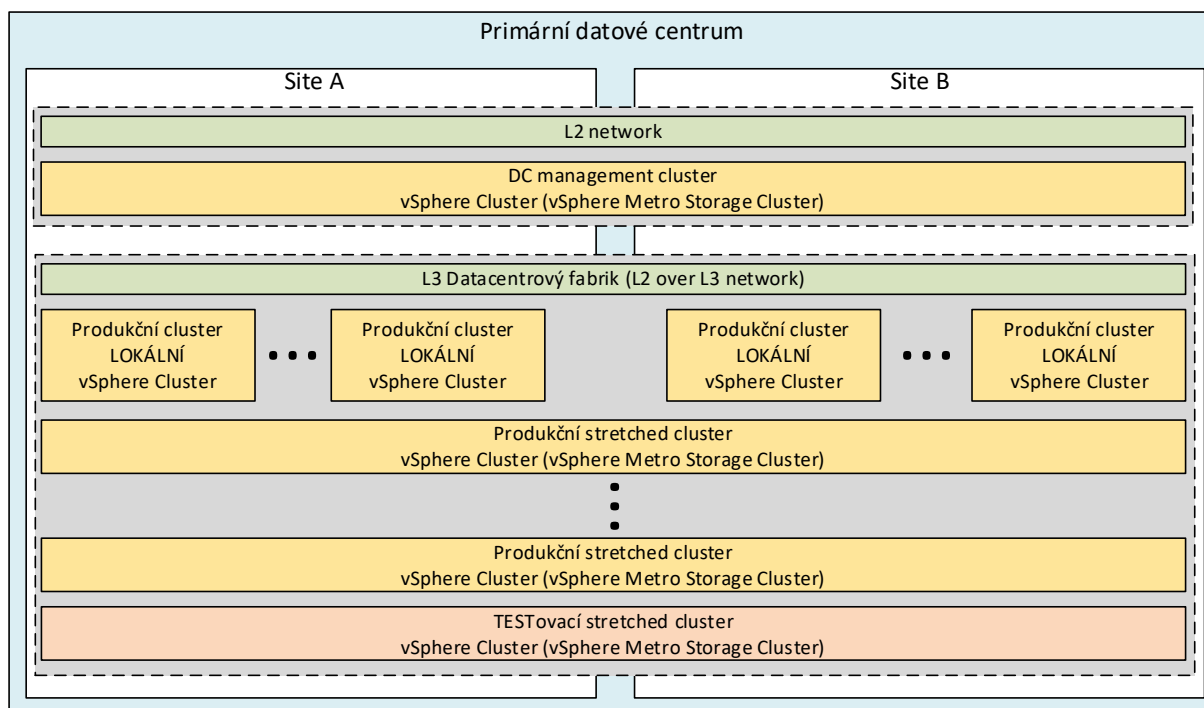 Primární datové centrum
Site A
Site B
L2 network
DC management cluster
vSphere Cluster (vSphere Metro Storage Cluster)
L3 Datacentrový fabrik (L2 over L3 network)
Produkční cluster
LOKÁLNÍ
vSphere Cluster
Produkční cluster
LOKÁLNÍ
vSphere Cluster
Produkční cluster
LOKÁLNÍ
vSphere Cluster
Produkční cluster
LOKÁLNÍ
vSphere Cluster
Produkční stretched cluster
vSphere Cluster (vSphere Metro Storage Cluster)
Produkční stretched cluster
vSphere Cluster (vSphere Metro Storage Cluster)
TESTovací stretched cluster
vSphere Cluster (vSphere Metro Storage Cluster)